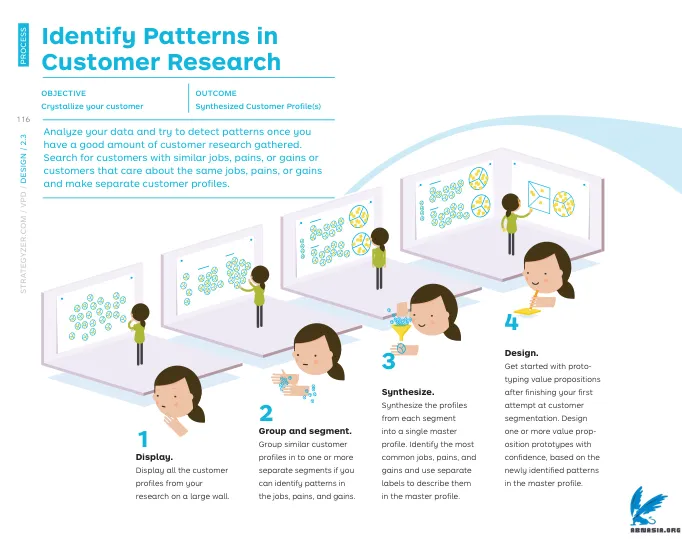 PROCESS
Identify Patterns in
Customer Research
OBJECTIVE
Crystallize your customer
OUTCOME
Synthesized Customer Profile(s)
116
STRATEGYZER.COM / VPD / DESIGN / 2.3
Analyze your data and try to detect patterns once you
have a good amount of customer research gathered.
Search for customers with similar jobs, pains, or gains or
customers that care about the same jobs, pains, or gains
and make separate customer profiles.
1
Display.
Display all the customer
profiles from your
research on a large wall.
2
Group and segment.
Group similar customer
profiles in to one or more
separate segments if you
can identify patterns in
the jobs, pains, and gains.
3
Synthesize.
Synthesize the profiles
from each segment
into a single master
profile. Identify the most
common jobs, pains, and
gains and use separate
labels to describe them
in the master profile.
4
Design.
Get started with proto-
typing value propositions
after finishing your first
attempt at customer
segmentation. Design
one or more value prop-
osition prototypes with
confidence, based on the
newly identified patterns
in the master profile.
ARNASIA.ORG